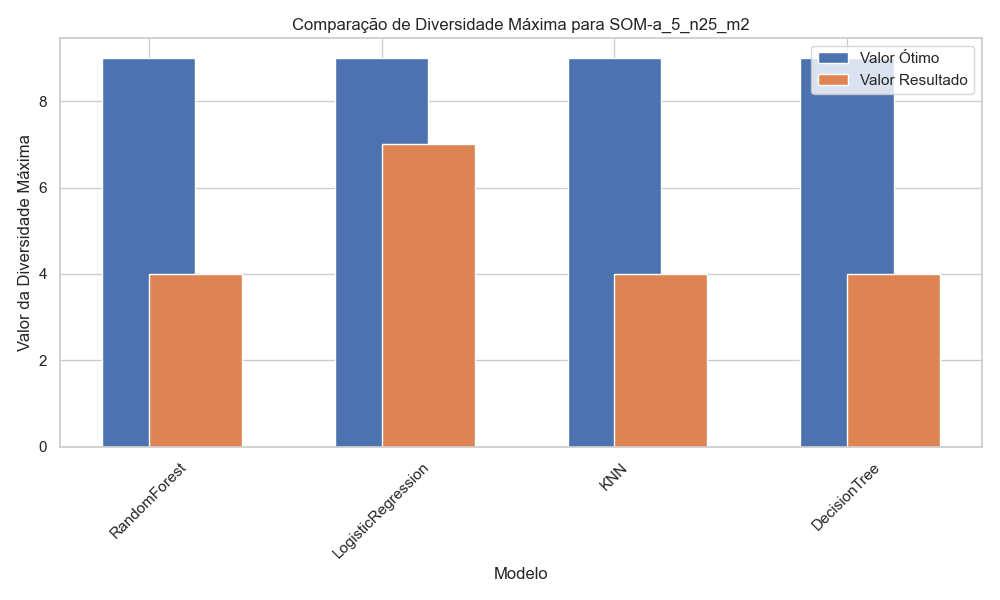 Comparação de Diversidade Máxima para SOM-a_5_n25_m2
Valor Ótimo
Valor Resultado
Valor da Diversidade Máxima
8
6
4
2
0
RandomForest
LogisticRegression
KNN
DecisionTree
Modelo